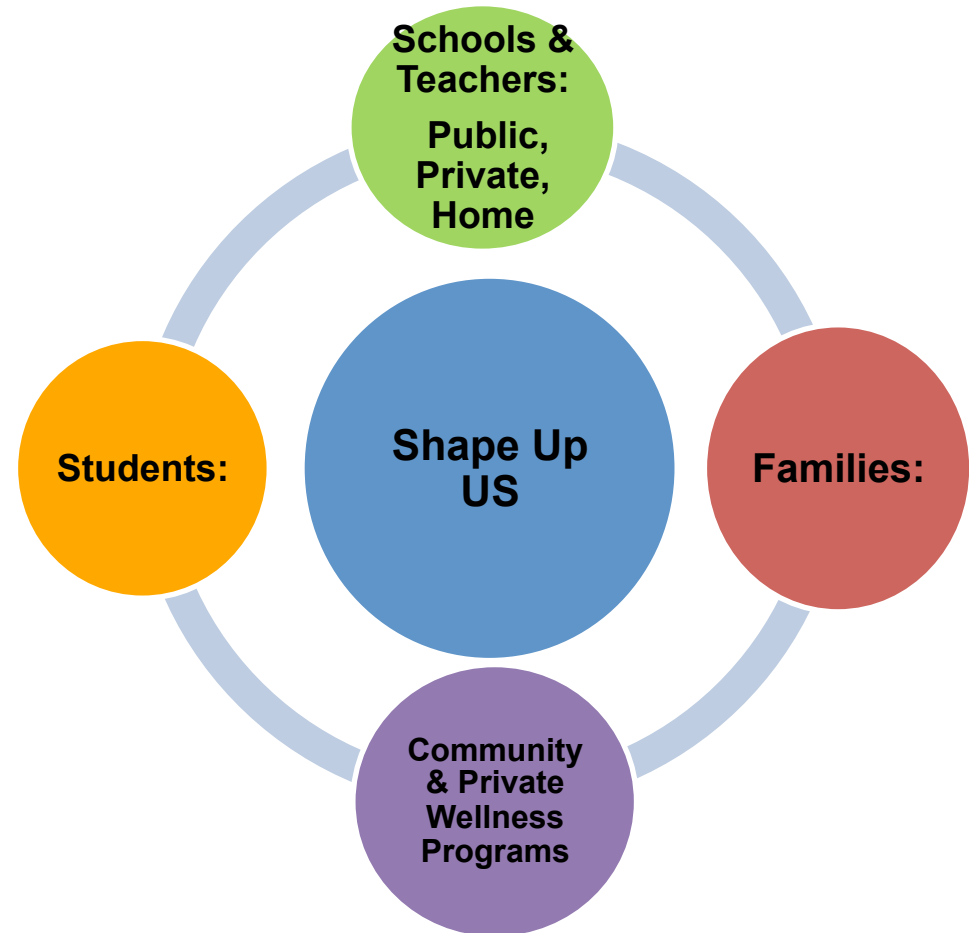 Schools &
Teachers:
Public,
Private,
Home
Students:
Shape Up
US
Families:
Community
& Private
Wellness
Programs